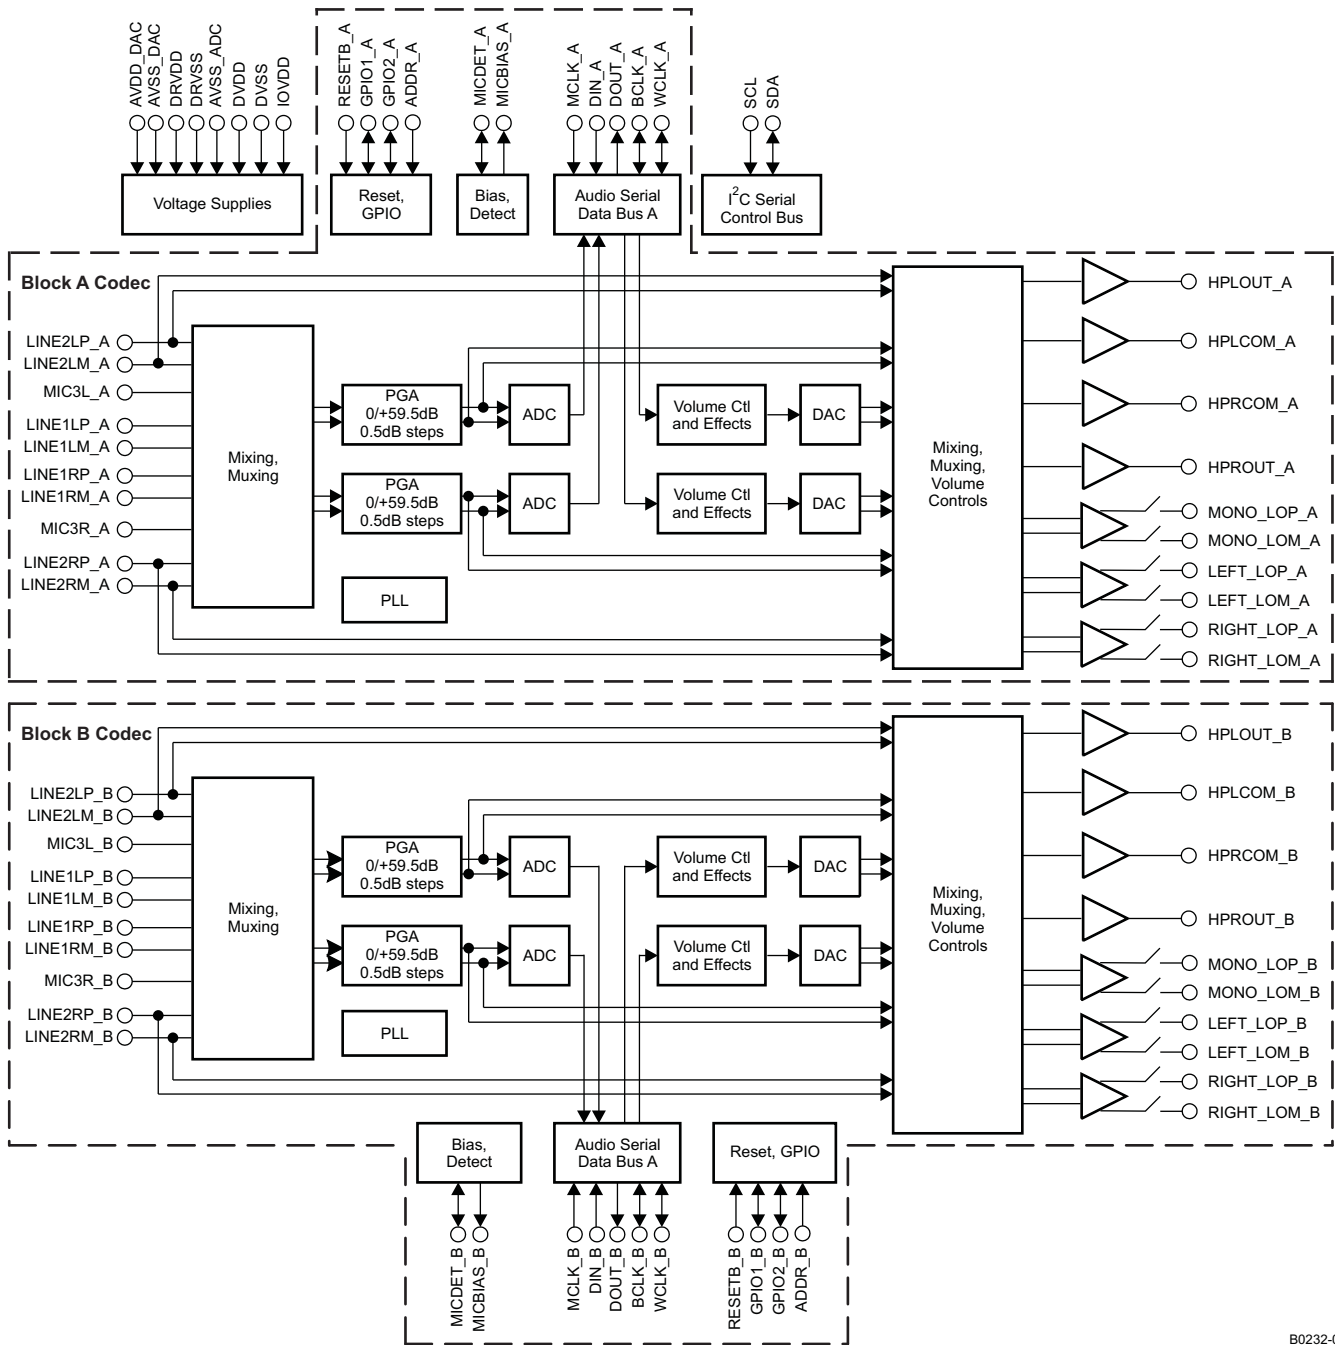 AVDD_DAC
AVSS_DAC
DRVDD
DRVSS
AVSS_ADC
DVDD
DVSS
IOVDD
RESETB_A
GPIO1_A
GPIO2_A
ADDR_A
MICDET_A
MICBIAS_A
MCLK_A
DIN_A
DOUT_A
BCLK_A
WCLK_A
SCL
SDA
Voltage Supplies
Reset,
GPIO
Bias,
Detect
Audio Serial
Data Bus A
I2C Serial
Control Bus
Block A Codec
LINE2LP_A
LINE2LM_A
MIC3L_A
LINE1LP_A
LINE1LM_A
LINE1RP_A
LINE1RM_A
MIC3R_A
LINE2RP_A
LINE2RM_A
Mixing,
Muxing
PGA
0/+59.5dB
0.5dB steps
ADC
PGA
0/+59.5dB
0.5dB steps
ADC
PLL
Volume Ctl
and Effects
DAC
Volume Ctl
and Effects
DAC
Mixing,
Muxing,
Volume
Controls
HPLOUT_A
HPLCOM_A
HPRCOM_A
HPROUT_A
MONO_LOP_A
MONO_LOM_A
LEFT_LOP_A
LEFT_LOM_A
RIGHT_LOP_A
RIGHT_LOM_A
Block B Codec
LINE2LP_B
LINE2LM_B
MIC3L_B
LINE1LP_B
LINE1LM_B
LINE1RP_B
LINE1RM_B
MIC3R_B
LINE2RP_B
LINE2RM_B
Mixing,
Muxing
PGA
0/+59.5dB
0.5dB steps
ADC
PGA
0/+59.5dB
0.5dB steps
ADC
PLL
Volume Ctl
and Effects
DAC
Volume Ctl
and Effects
DAC
Mixing,
Muxing,
Volume
Controls
HPLOUT_B
HPLCOM_B
HPRCOM_B
HPROUT_B
MONO_LOP_B
MONO_LOM_B
LEFT_LOP_B
LEFT_LOM_B
RIGHT_LOP_B
RIGHT_LOM_B
Bias,
Detect
Audio Serial
Data Bus A
Reset, GPIO
MICDET_B
MICBIAS_B
MCLK_B
DIN_B
DOUT_B
BCLK_B
WCLK_B
RESETB_B
GPIO1_B
GPIO2_B
ADDR_B